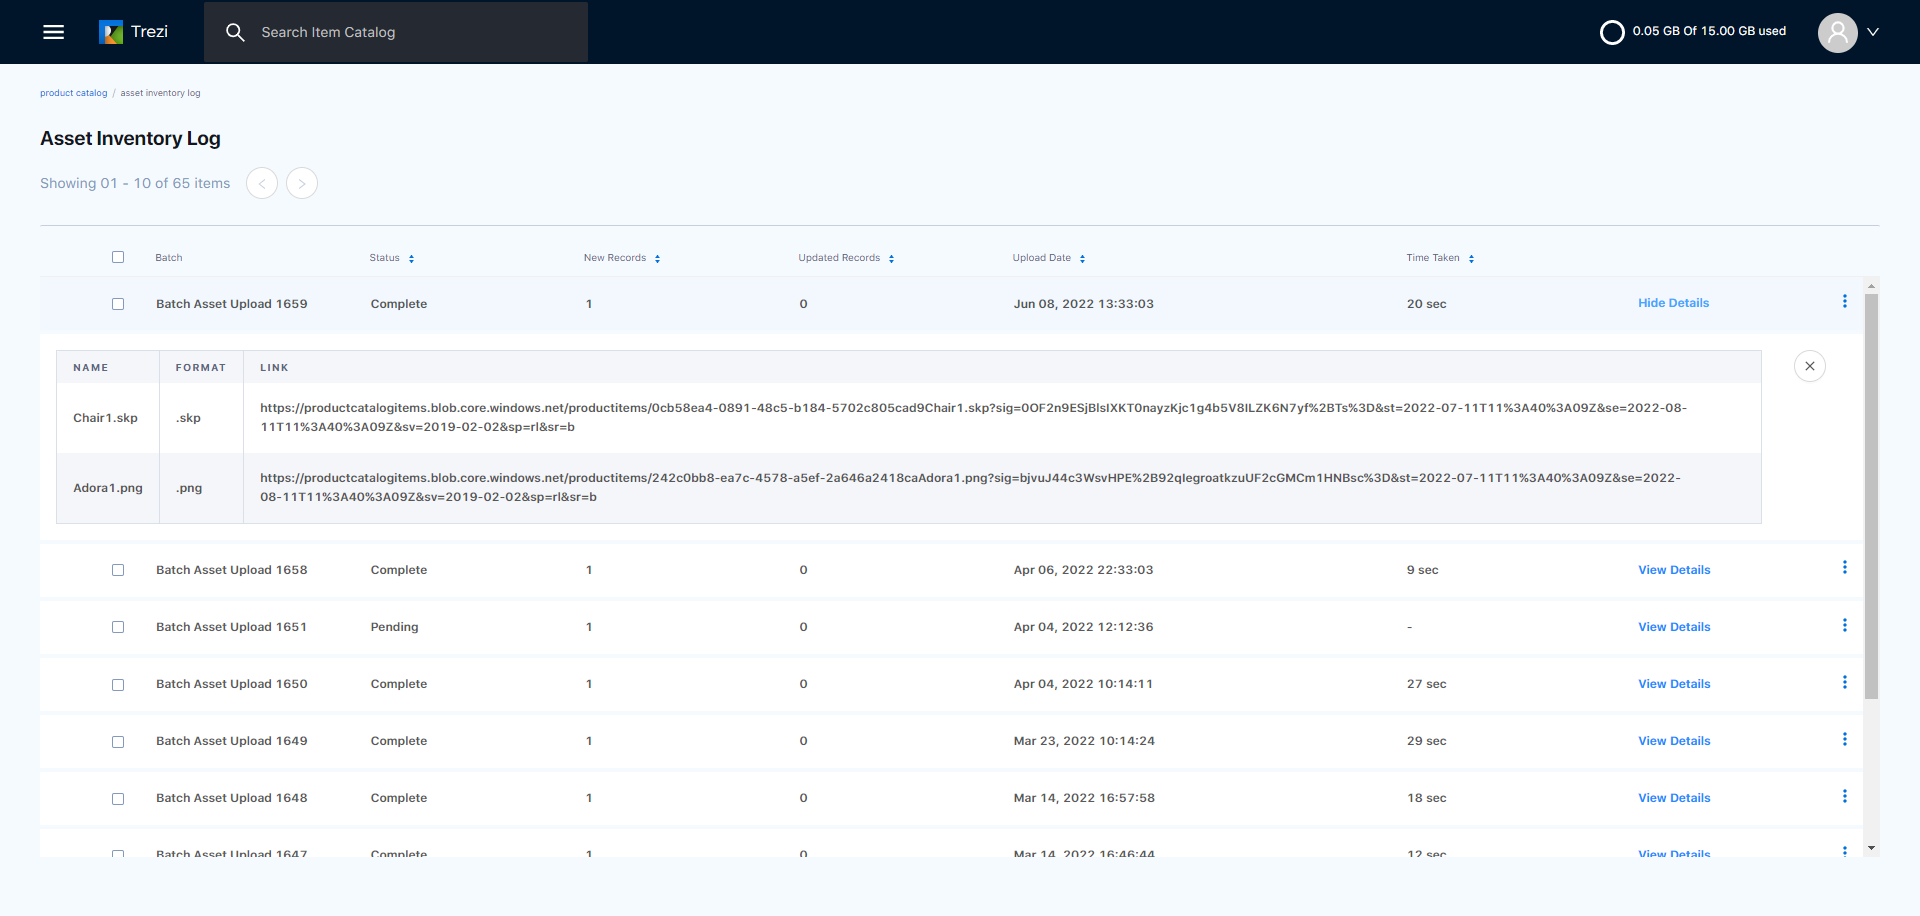 Trezi
Search Item Catalog
0.05 GB Of 15.00 GB used
product catalog / asset inventory log
Asset Inventory Log
Showing 01 - 10 of 65 items < >
Batch Status New Records Updated Records Upload Date Time Taken
Batch Asset Upload 1659 Complete 1 0 Jun 08, 2022 13:33:03 20 sec Hide Details
NAME FORMAT LINK
Chair1.skp .skp https://productcatalogitems.blob.core.windows.net/productitems/0cb58ea4-0891-48c5-b184-5702c805cad9Chair1.skp?sig=0OF2n9ESjBlsIXKT0nayzKjc1g4b5V8ILZK6N7yf%2BTs%3D&st=2022-07-11T11%3A40%3A09Z&se=2022-08-
11T11%3A40%3A09Z&sv=2019-02-02&sp=rl&sr=b
Adora1.png .png https://productcatalogitems.blob.core.windows.net/productitems/242c0bb8-ea7c-4578-a5ef-2a646a2418caAdora1.png?sig=bjvuJ44c3WsvHPE%2B92qIegroatkzuUF2cGMCm1HNBsc%3D&st=2022-07-11T11%3A40%3A09Z&se=2022-
08-11T11%3A40%3A09Z&sv=2019-02-02&sp=rl&sr=b
Batch Asset Upload 1658 Complete 1 0 Apr 06, 2022 22:33:03 9 sec View Details
Batch Asset Upload 1651 Pending 1 0 Apr 04, 2022 12:12:36 - View Details
Batch Asset Upload 1650 Complete 1 0 Apr 04, 2022 10:14:11 27 sec View Details
Batch Asset Upload 1649 Complete 1 0 Mar 23, 2022 10:14:24 29 sec View Details
Batch Asset Upload 1648 Complete 1 0 Mar 14, 2022 16:57:58 18 sec View Details
Batch Asset Upload 1647 Complete 1 0 Mar 14, 2022 16:46:44 12 sec View Details